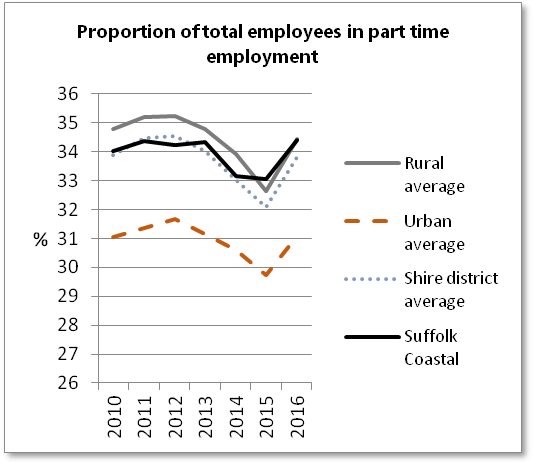 Proportion of total employees in part time
employment
36
35
34
33
32
31
30
29
28
27
26
%
2010
2011
2012
2013
2014
2015
2016
Rural
average
Urban
average
Shire district
average
Suffolk
Coastal